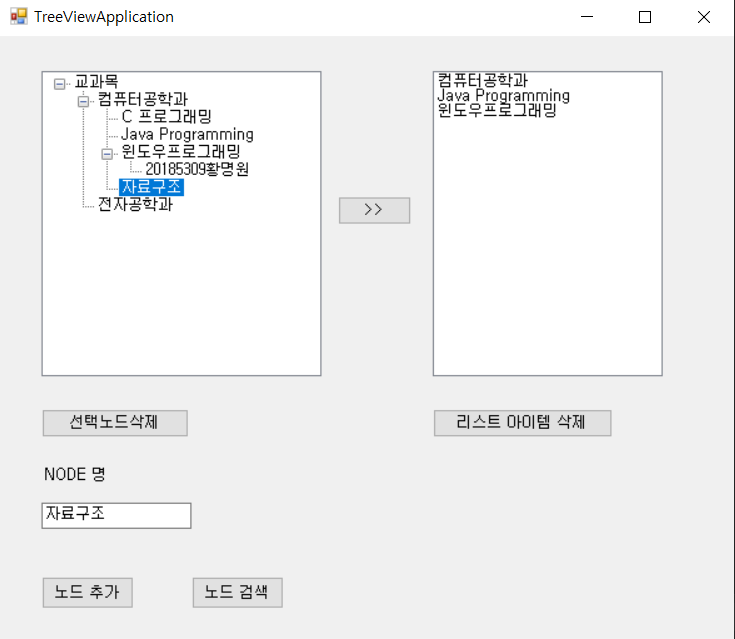 TreeViewApplication
교과목
컴퓨터공학과
C 프로그래밍
Java Programming
윈도우프로그래밍
20185309황명원
자료구조
전자공학과
>>
컴퓨터공학과
Java Programming
윈도우프로그래밍
선택노드삭제
리스트 아이템 삭제
NODE 명
자료구조
노드 추가
노드 검색